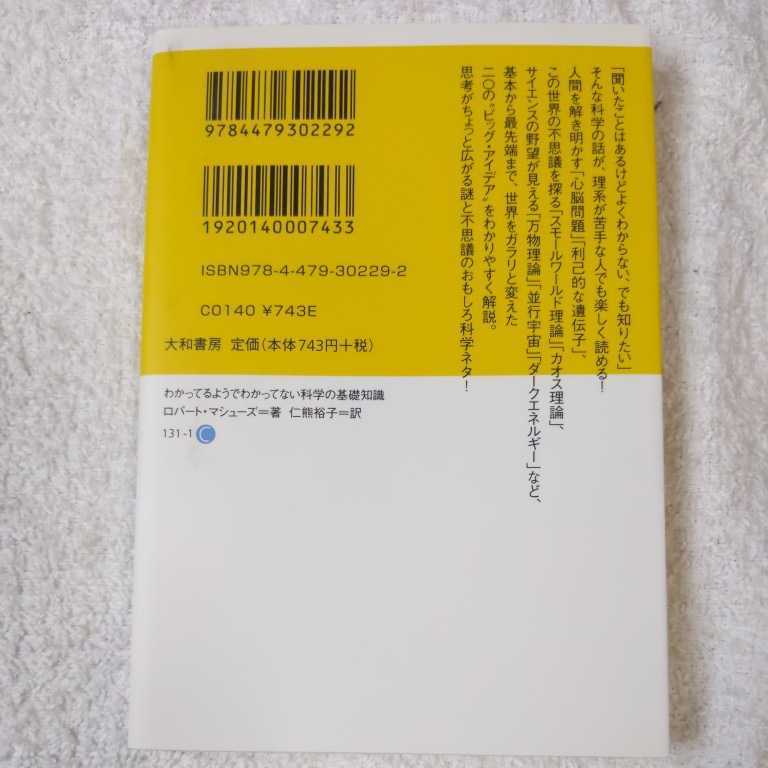 「聞いたことはあるけどよくわからない、でも知りたい」
そんな科学の話が、理系が苦手な人でも楽しく読める！
人間を解き明かす「心脳問題」「利己的な遺伝子」、
この世界の不思議を探る「スモールワールド理論」「カオス理論」、
サイエンスの野望が見える「万物理論」「並行宇宙」「ダークエネルギー」など、
基本から最先端まで、世界をガラリと変えた
二〇の〝ビッグ・アイデア〟をわかりやすく解説。
思考がちょっと広がる謎と不思議のおもしろ科学ネタ！
9784479302292
1920140007433
ISBN978-4-479-30229-2
C0140 ¥743E
大和書房 定価（本体743円＋税）
わかってるようでわかってない科学の基礎知識
ロバート・マシューズ＝著 仁熊裕子＝訳
131-1 C